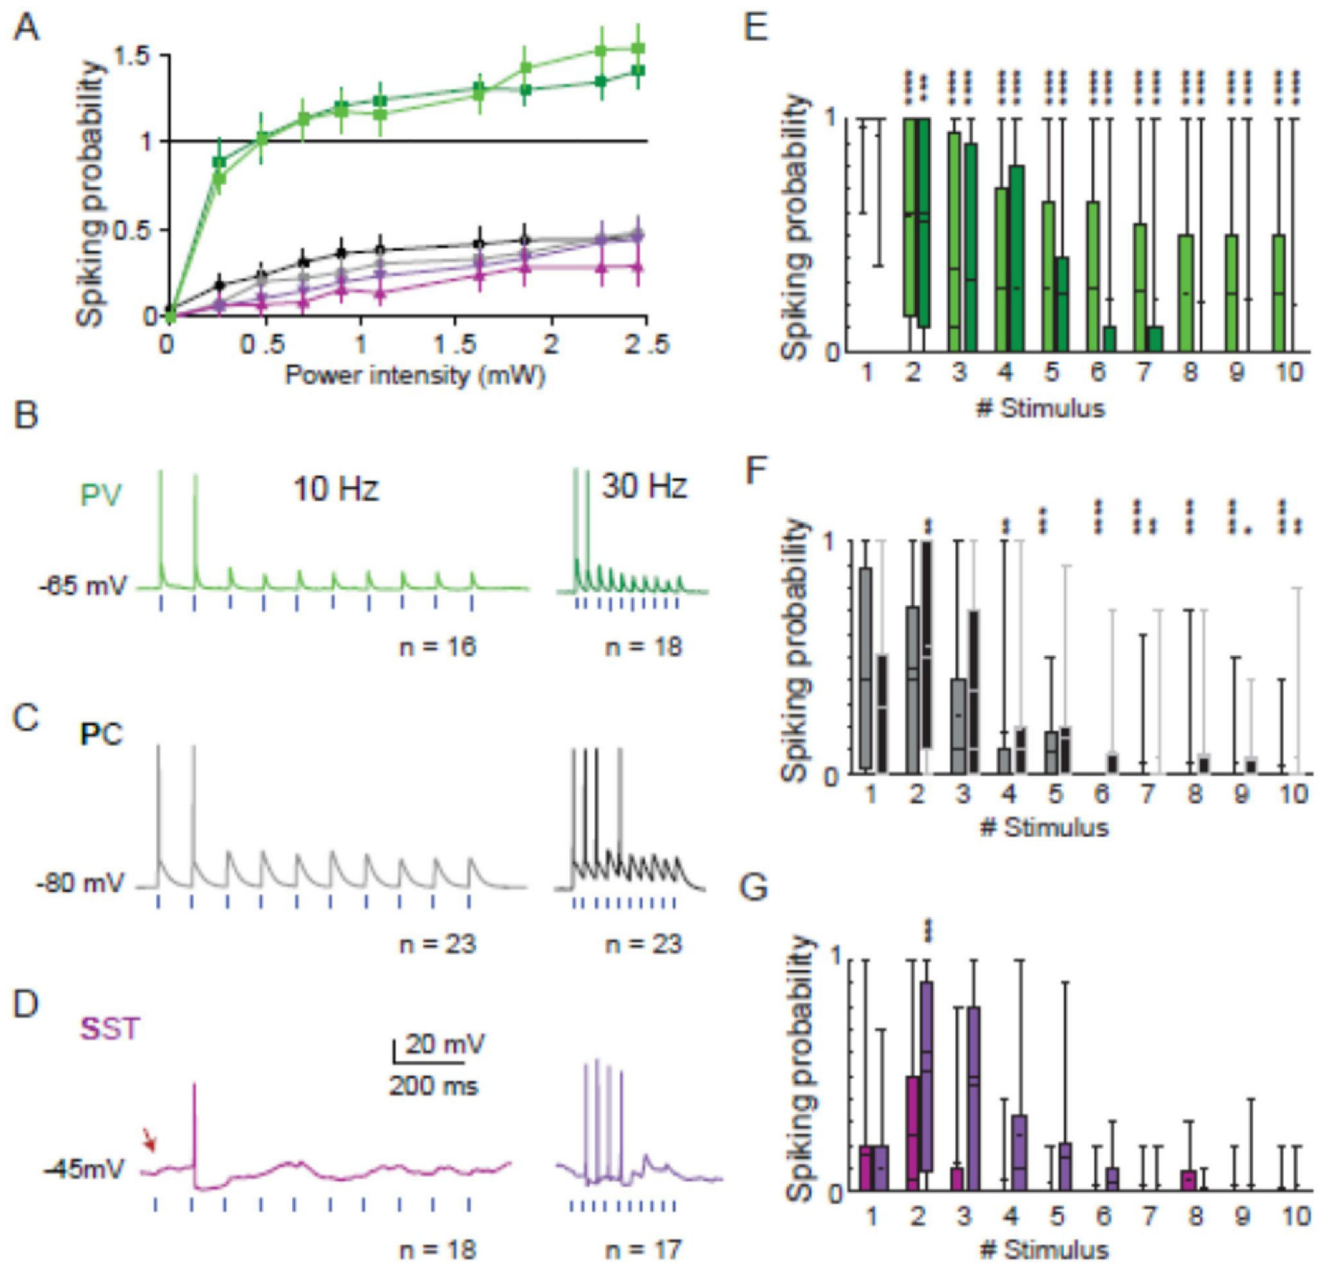 A
Spiking probability
1.5
1
0.5
0
0
0.5
1
1.5
2
2.5
Power intensity (mW)
B
PV
10 Hz
30 Hz
-65 mV
n = 16
n = 18
C
PC
-80 mV
n = 23
n = 23
D
SST
20 mV
200 ms
-45mV
n = 18
n = 17
E
**** *** **** **** **** **** **** **** **** **** **** **** **** **** **** **** **** ****
Spiking probability
1
0
1 2 3 4 5 6 7 8 9 10
# Stimulus
F
** ** *** **** **** ** **** **** * **** **
Spiking probability
1
0
1 2 3 4 5 6 7 8 9 10
# Stimulus
G
***
Spiking probability
1
0
1 2 3 4 5 6 7 8 9 10
# Stimulus